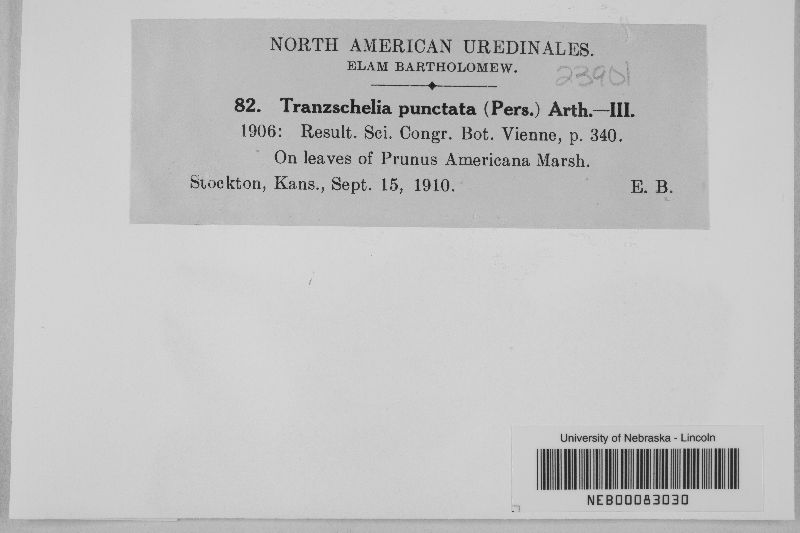 NORTH AMERICAN UREDINALES.
ELAM BARTHOLOMEW.
23901
82. Tranzschelia punctata (Pers.) Arth.—III.
1906: Result. Sci. Congr. Bot. Vienne, p. 340.
On leaves of Prunus Americana Marsh.
Stockton, Kans., Sept. 15, 1910. E. B.
University of Nebraska - Lincoln
NEB00083030